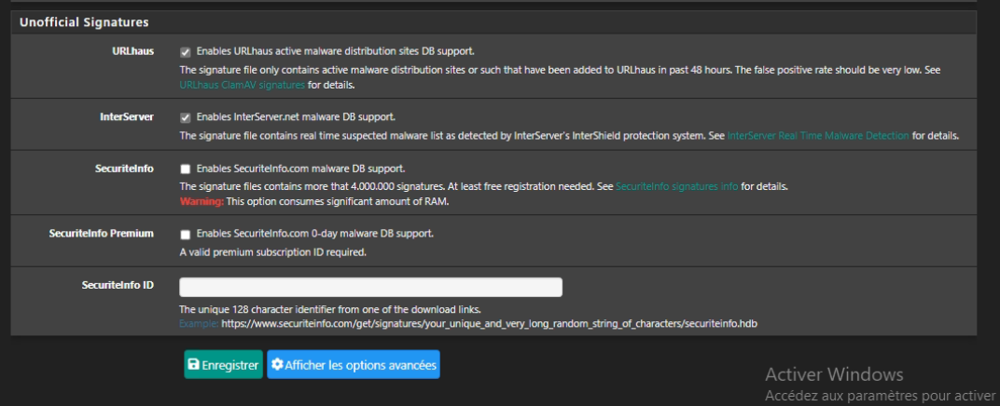 Unofficial Signatures
URLhaus
Enables URLhaus active malware distribution sites DB support.
The signature file only contains active malware distribution sites or such that have been added to URLhaus in past 48 hours. The false positive rate should be very low. See
URLhaus ClamAV signatures for details.
InterServer
Enables InterServer.net malware DB support.
The signature file contains real time suspected malware list as detected by InterServer's InterShield protection system. See InterServer Real Time Malware Detection for details.
SecuriteInfo
Enables SecuriteInfo.com malware DB support.
The signature files contains more that 4.000.000 signatures. At least free registration needed. See SecuriteInfo signatures info for details.
Warning: This option consumes significant amount of RAM.
SecuriteInfo Premium
Enables SecuriteInfo.com 0-day malware DB support.
A valid premium subscription ID required.
SecuriteInfo ID
The unique 128 character identifier from one of the download links.
Example: https://www.securiteinfo.com/get/signatures/your_unique_and_very_long_random_string_of_characters/securiteinfo.hdb
Enregistrer Afficher les options avancées
Activer Windows
Accédez aux paramètres pour activer